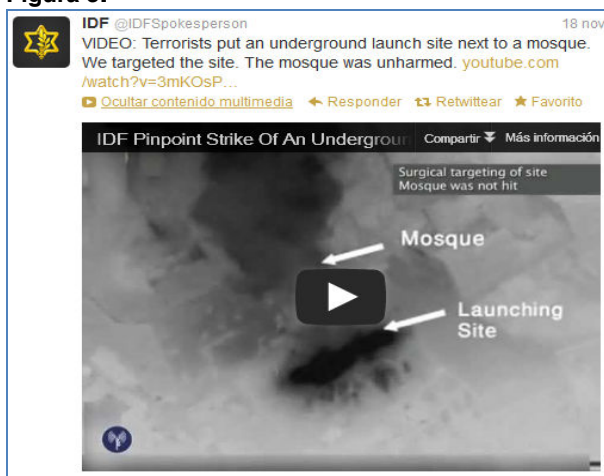 IDF @IDFSpokesperson 18 nov
VIDEO: Terrorists put an underground launch site next to a mosque.
We targeted the site. The mosque was unharmed. youtube.com
/watch?v=3mKOsP…
Ocultar contenido multimedia Responder Retwittear Favorito
IDF Pinpoint Strike Of An Undergroun Compartir Más información
Surgical targeting of site
Mosque was not hit
Mosque
Launching
Site